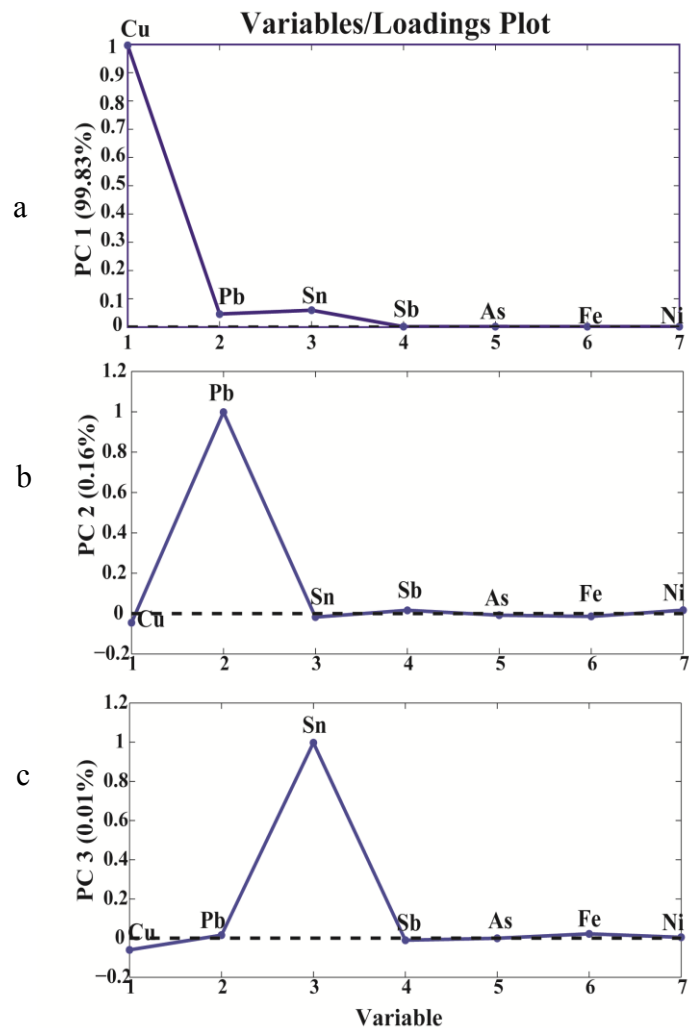 Variables/Loadings Plot
a
PC 1 (99.83%)
1
0.9
0.8
0.7
0.6
0.5
0.4
0.3
0.2
0.1
0
Cu
Pb
Sn
Sb
As
Fe
Ni
1 2 3 4 5 6 7
b
PC 2 (0.16%)
1.2
1
0.8
0.6
0.4
0.2
0
−0.2
Cu
Pb
Sn
Sb
As
Fe
Ni
1 2 3 4 5 6 7
c
PC 3 (0.01%)
1.2
1
0.8
0.6
0.4
0.2
0
−0.2
Cu
Pb
Sn
Sb
As
Fe
Ni
1 2 3 4 5 6 7
Variable